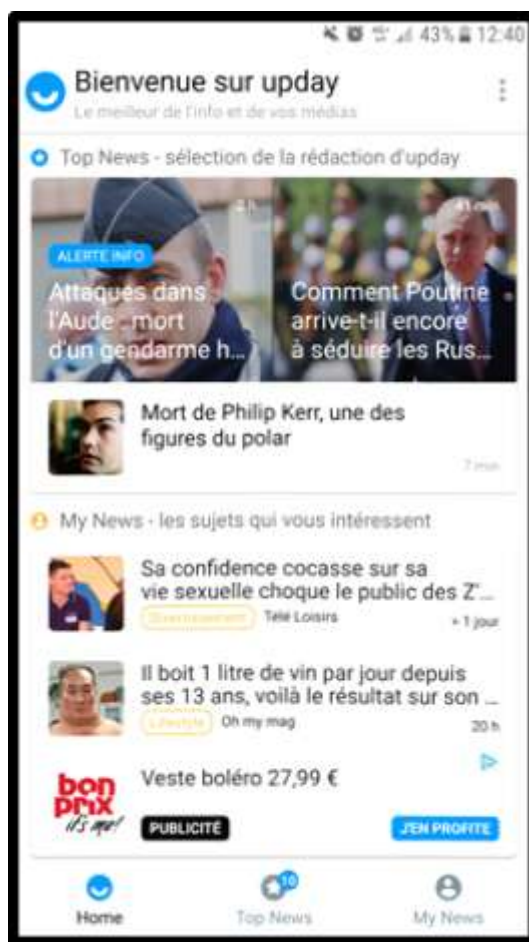 43% 12:40
Bienvenue sur upday
Le meilleur de l'info et de vos médias
Top News - sélection de la rédaction d'upday
2 h
41 min
ALERTE INFO
Attaques dans
l'Aude : mort
d'un gendarme h...
Comment Poutine
arrive-t-il encore
à séduire les Rus...
Mort de Philip Kerr, une des
figures du polar
7 min
My News - les sujets qui vous intéressent
Sa confidence cocasse sur sa
vie sexuelle choque le public des Z'...
Divertissement Télé Loisirs + 1 jour
Il boit 1 litre de vin par jour depuis
ses 13 ans, voilà le résultat sur son ...
Lifestyle Oh my mag 20 h
bon
prix
it's me!
Veste boléro 27,99 €
PUBLICITÉ J'EN PROFITE
10
Home Top News My News